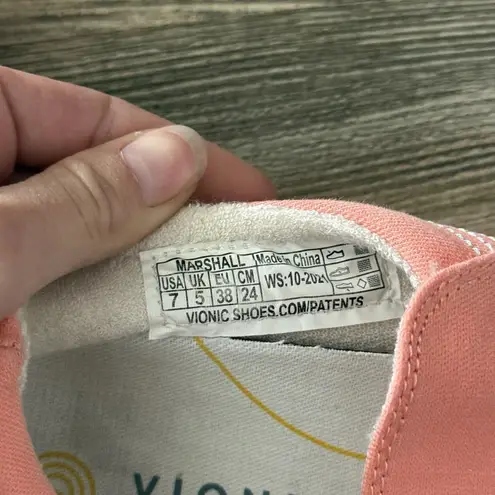 MARSHALL Made in China
USA UK EU CM
7 5 38 24 WS:10-202
VIONIC SHOES.COM/PATENTS
VION